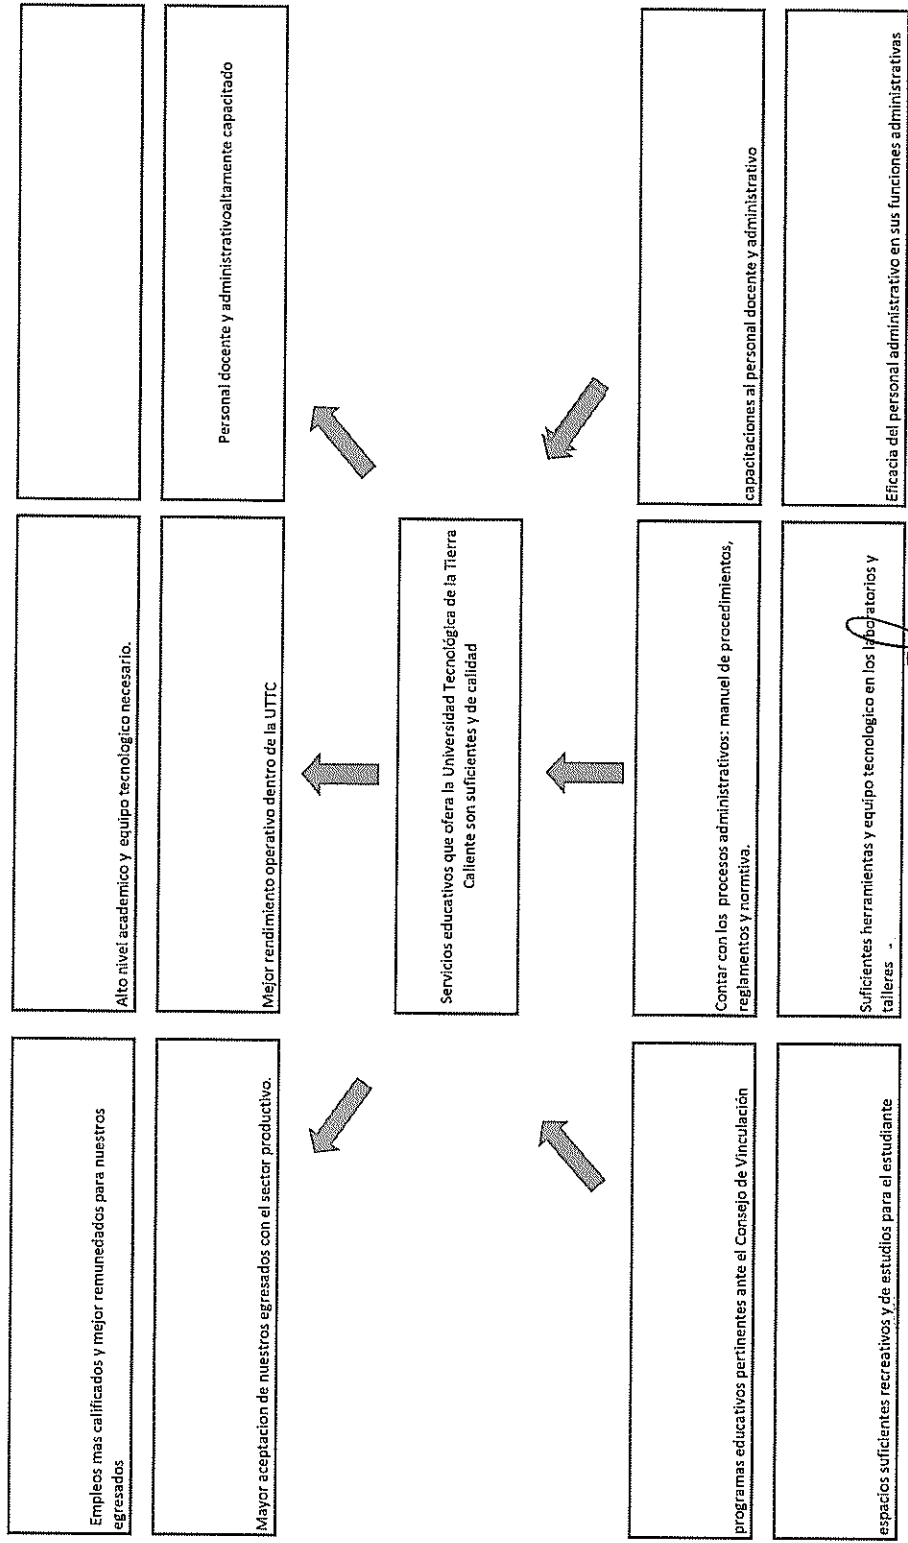 Empleos mas calificados y mejor remunedados para nuestros
egresados
Alto nivel academico y equipo tecnologico necesario.
Mayor aceptacion de nuestros egresados con el sector productivo.
Mejor rendimiento operativo dentro de la UTTC
Personal docente y administrativoaltamente capacitado
Servicios educativos que ofera la Universidad Tecnológica de la Tierra
Caliente son suficientes y de calidad
programas educativos pertinentes ante el Consejo de Vinculación
Contar con los procesos administrativos: manuel de procedimientos,
reglamentos y normtiva.
capacitaciones al personal docente y administrativo
espacios suficientes recreativos y de estudios para el estudiante
Suficientes herramientas y equipo tecnologico en los laboratorios y
talleres
Eficacia del personal administrativo en sus funciones administrativas